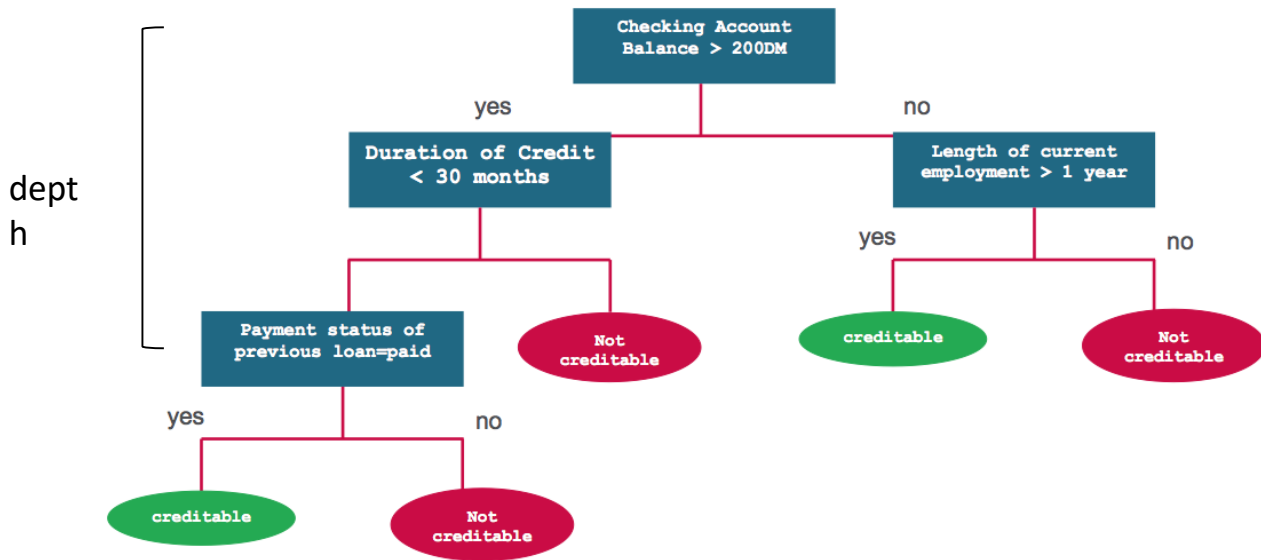 Checking Account
Balance > 200DM
yes
no
Duration of Credit
< 30 months
Length of current
employment > 1 year
dept
h
yes
no
Payment status of
previous loan=paid
Not
creditable
creditable
Not
creditable
yes
no
creditable
Not
creditable